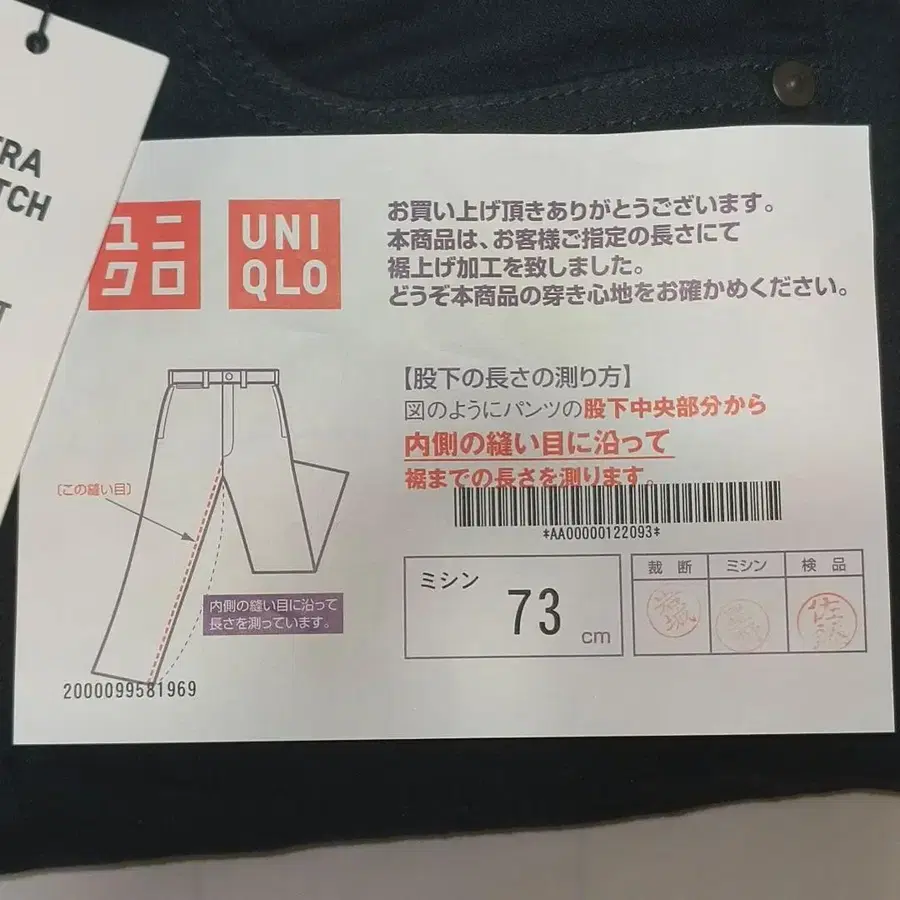 TRA
TCH
T
ユニ
クロ
UNI
QLO
お買い上げ頂きありがとうございます。
本商品は、お客様ご指定の長さにて
裾上げ加工を致しました。
どうぞ本商品の穿き心地をお確かめください。
【股下の長さの測り方】
図のようにパンツの股下中央部分から
内側の縫い目に沿って
裾までの長さを測ります。
*AA00000122093*
〔この縫い目〕
内側の縫い目に沿って
長さを測っています。
2000099581969
ミシン
73
cm
裁断 ミシン 検品